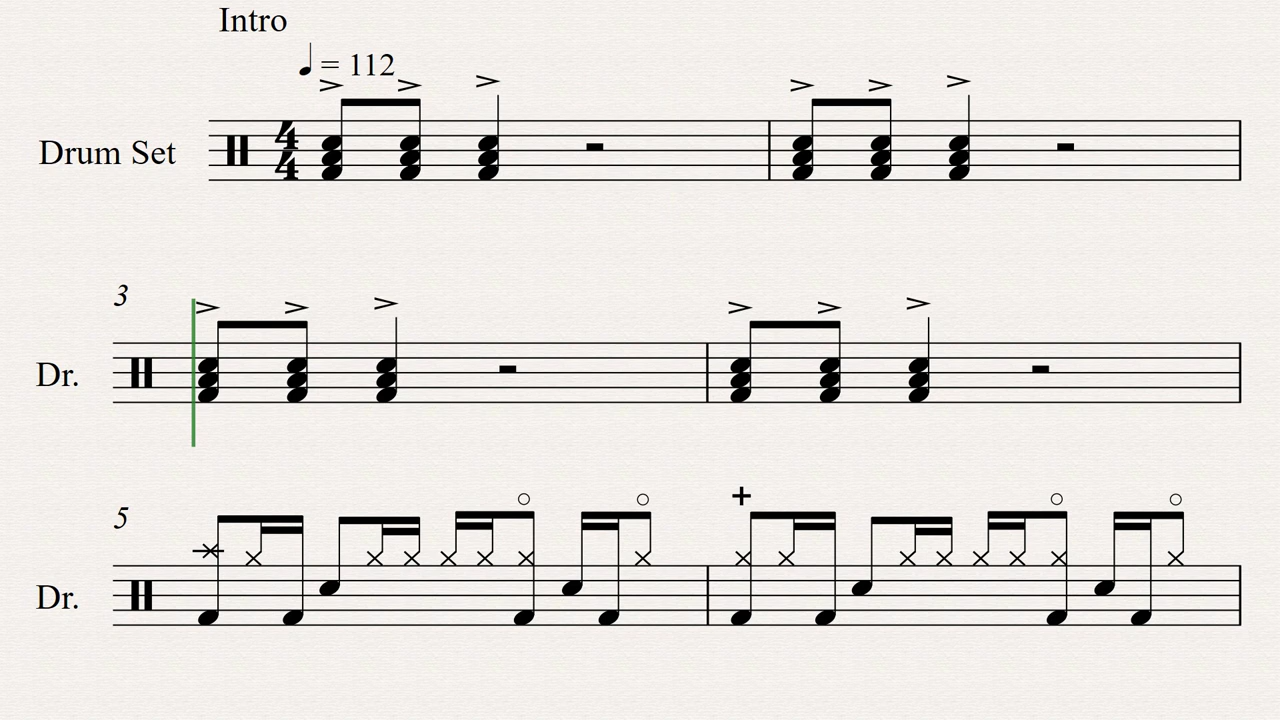 Intro
♩ = 112
Drum Set
4
4
3
Dr.
5
Dr.